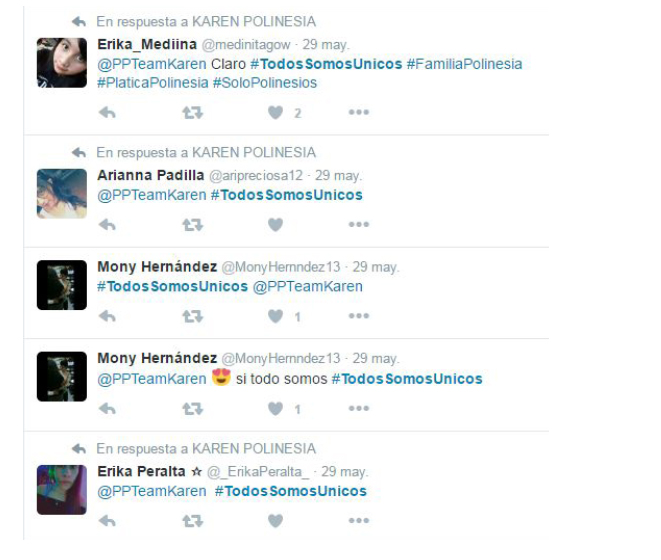 En respuesta a KAREN POLINESIA
Erika_Mediina @medinitagow · 29 may.
@PPTeamKaren Claro #TodosSomosUnicos #FamiliaPolinesia
#PlaticaPolinesia #SoloPolinesios
2
En respuesta a KAREN POLINESIA
Arianna Padilla @aripreciosa12 · 29 may.
@PPTeamKaren #TodosSomosUnicos
Mony Hernández @MonyHernndez13 · 29 may.
#TodosSomosUnicos @PPTeamKaren
1
Mony Hernández @MonyHernndez13 · 29 may.
@PPTeamKaren 😍 si todo somos #TodosSomosUnicos
1
En respuesta a KAREN POLINESIA
Erika Peralta ☆ @_ErikaPeralta_ · 29 may.
@PPTeamKaren #TodosSomosUnicos